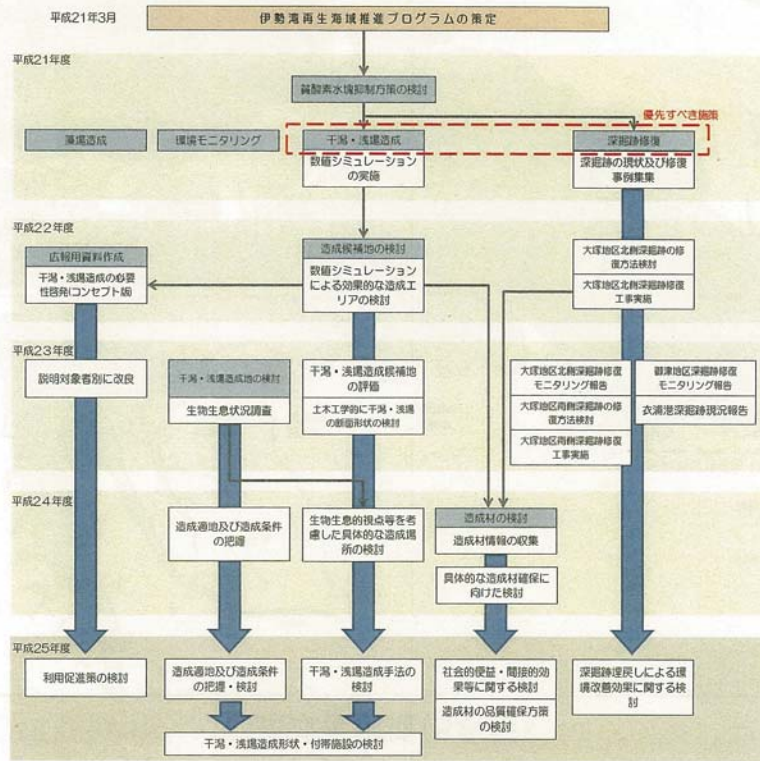 平成21年3月
伊勢湾再生海域推進プログラムの策定
平成21年度
貧酸素水塊抑制方策の検討
優先すべき施策
藻場造成
環境モニタリング
干潟・浅場造成
深掘跡修復
数値シミュレーション
の実施
深掘跡の現状及び修復
事例集集
平成22年度
広報用資料作成
干潟・浅場造成の必要
性啓発(コンセプト版)
造成候補地の検討
数値シミュレーション
による効果的な造成エ
リアの検討
大塚地区北側深掘跡の修
復方法検討
大塚地区北側深掘跡修復
工事実施
平成23年度
説明対象者別に改良
干潟・浅場造成地の検討
生物生息状況調査
干潟・浅場造成候補地
の評価
土木工学的に干潟・浅場
の断面形状の検討
大塚地区北側深掘跡修復
モニタリング報告
大塚地区南側深掘跡の修
復方法検討
大塚地区南側深掘跡修復
工事実施
御津地区深掘跡修復
モニタリング報告
衣浦港深掘跡現況報告
平成24年度
造成適地及び造成条件
の把握
生物生息的視点等を考
慮した具体的な造成場
所の検討
造成材の検討
造成材情報の収集
具体的な造成材確保に
向けた検討
平成25年度
利用促進策の検討
造成適地及び造成条件
の把握・検討
干潟・浅場造成手法の
検討
社会的便益・間接的効
果等に関する検討
造成材の品質確保方策
の検討
深掘跡埋戻しによる環
境改善効果に関する検
討
干潟・浅場造成形状・付帯施設の検討